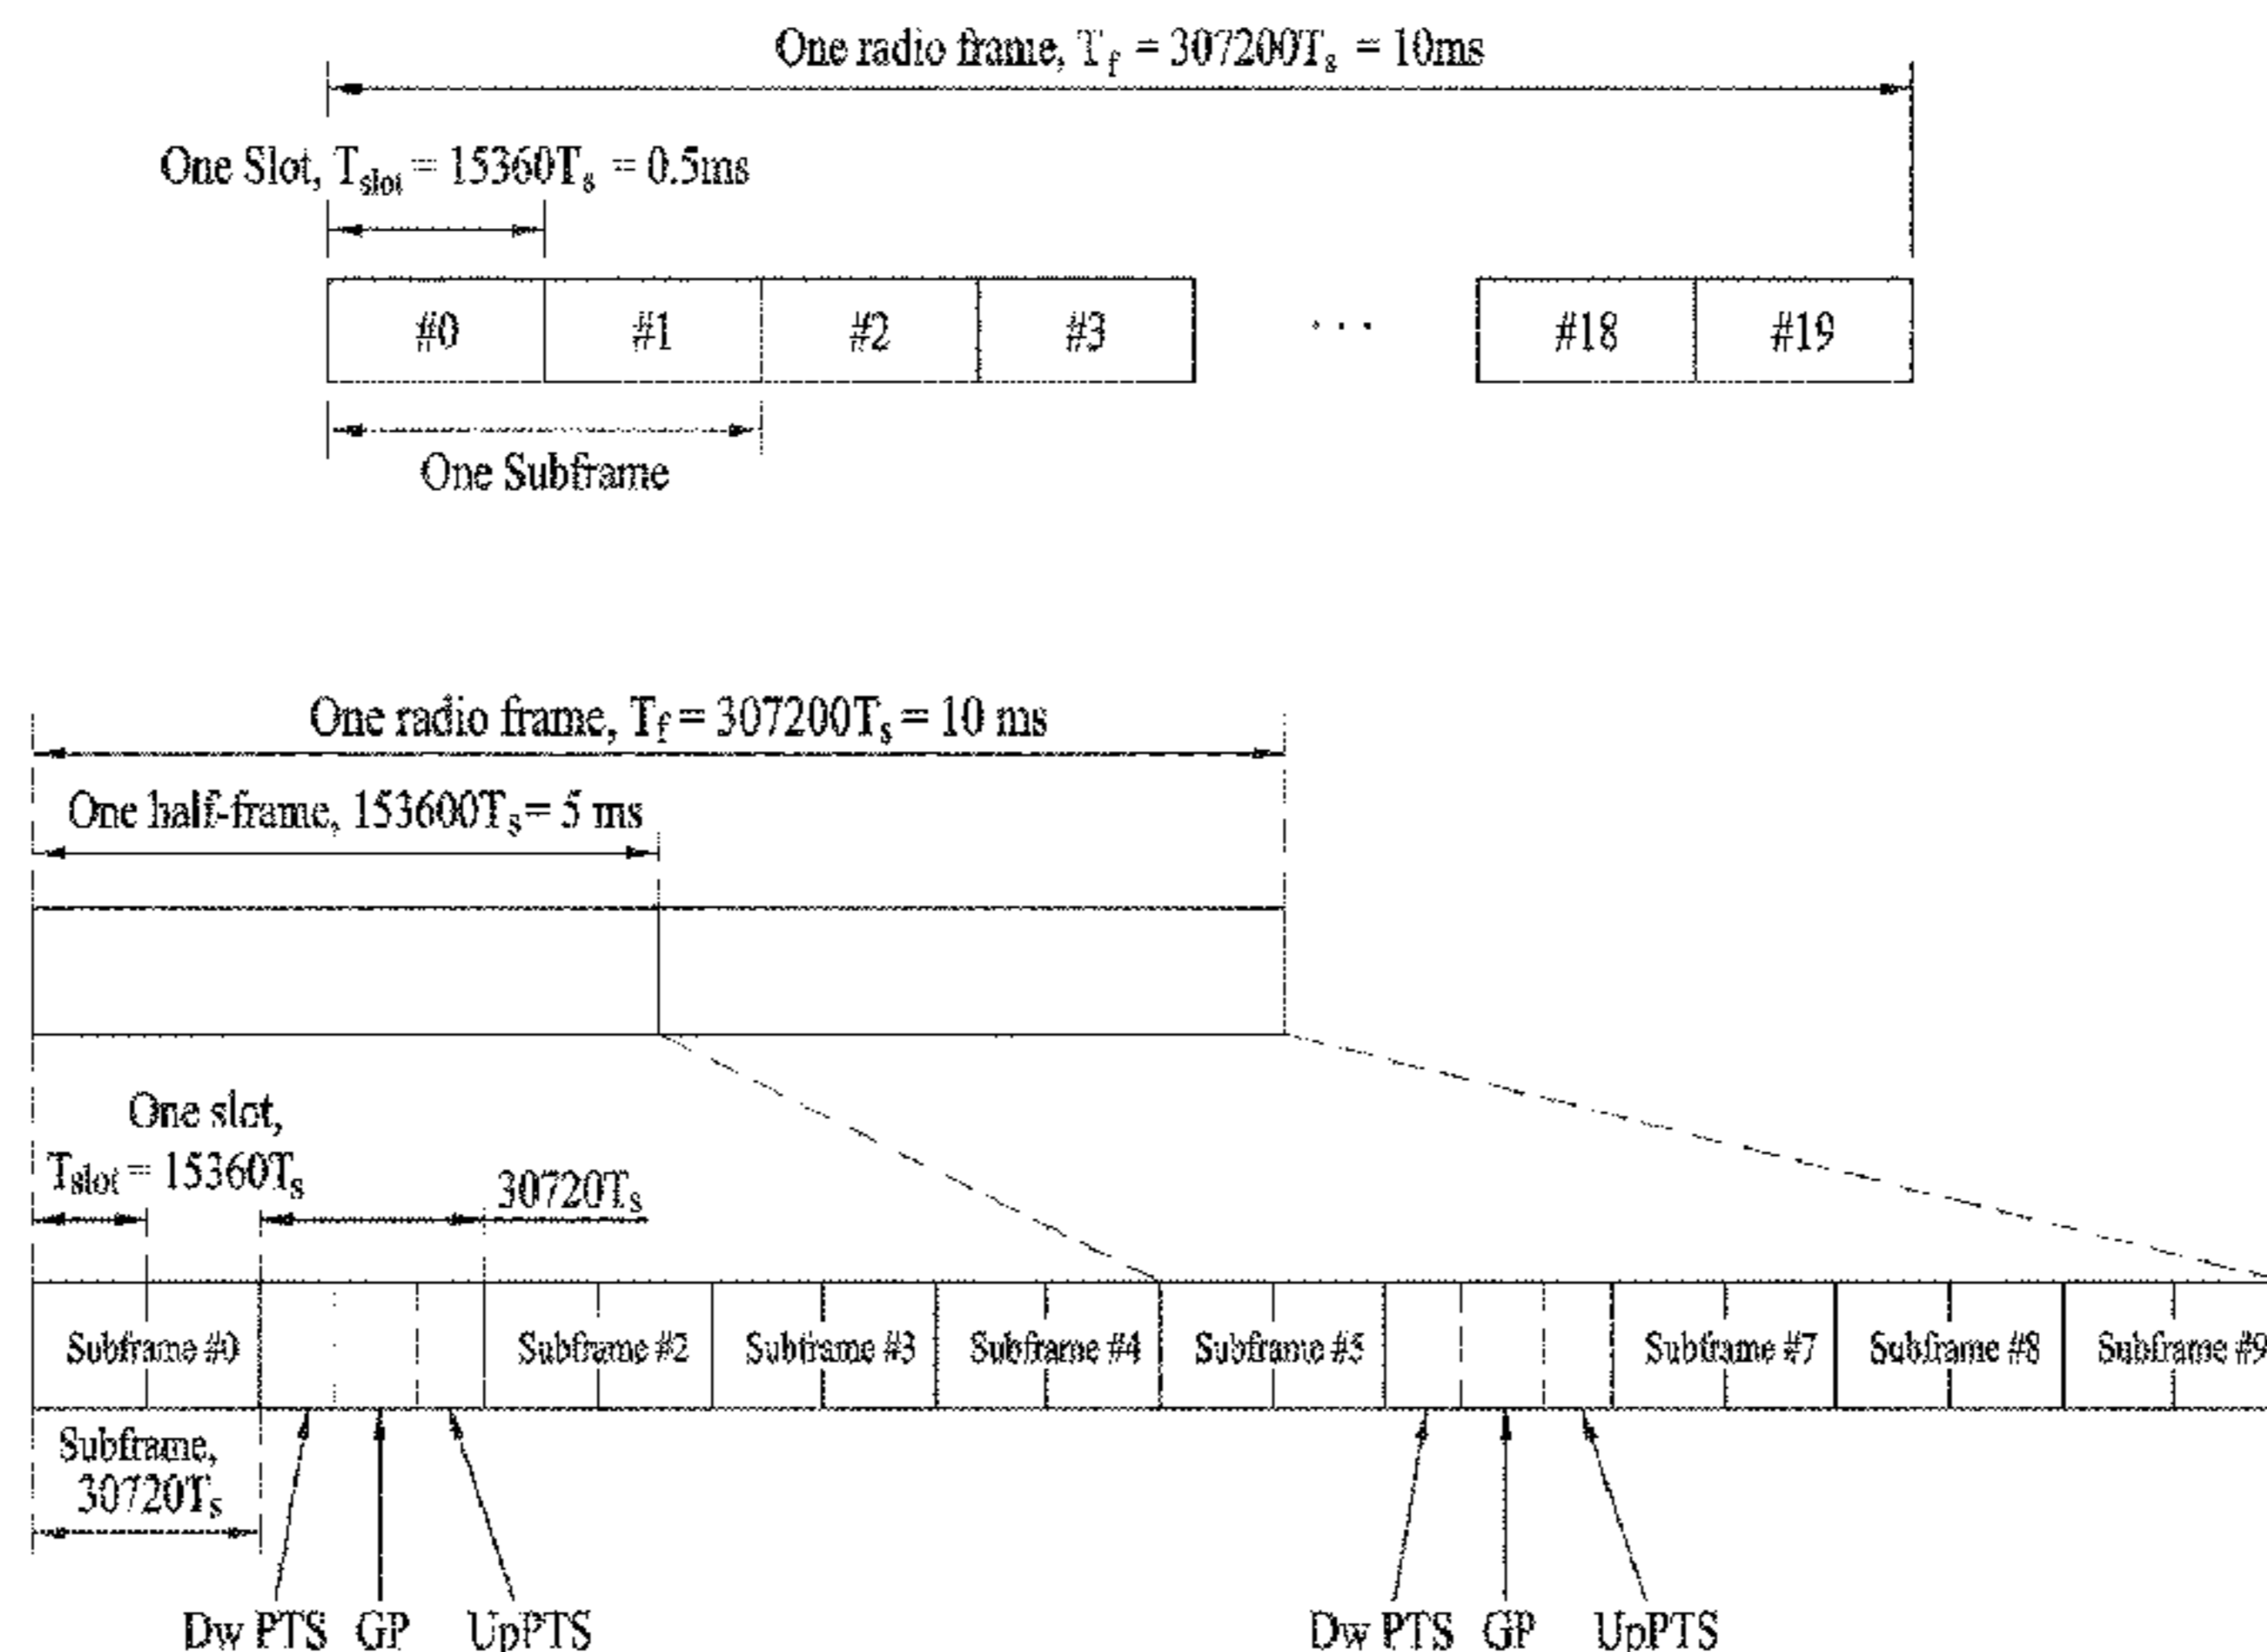 One radio frame, Tf = 307200Ts = 10ms
One Slot, Tslot = 15360Ts = 0.5ms
#0 #1 #2 #3 ... #18 #19
One Subframe
One radio frame, Tf = 307200Ts = 10 ms
One half-frame, 153600Ts = 5 ms
One slot,
Tslot = 15360Ts
30720Ts
Subframe #0 Subframe #2 Subframe #3 Subframe #4 Subframe #5 Subframe #7 Subframe #8 Subframe #9
Subframe,
30720Ts
Dw PTS GP UpPTS Dw PTS GP UpPTS